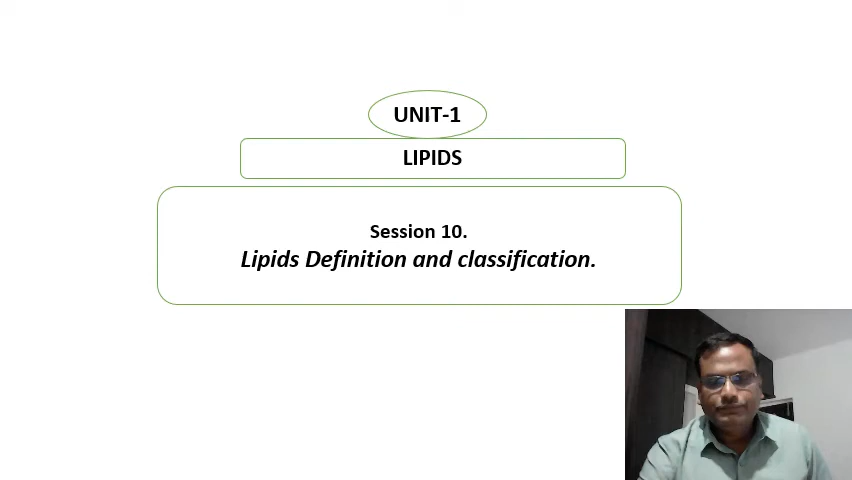 UNIT-1
LIPIDS
Session 10.
Lipids Definition and classification.